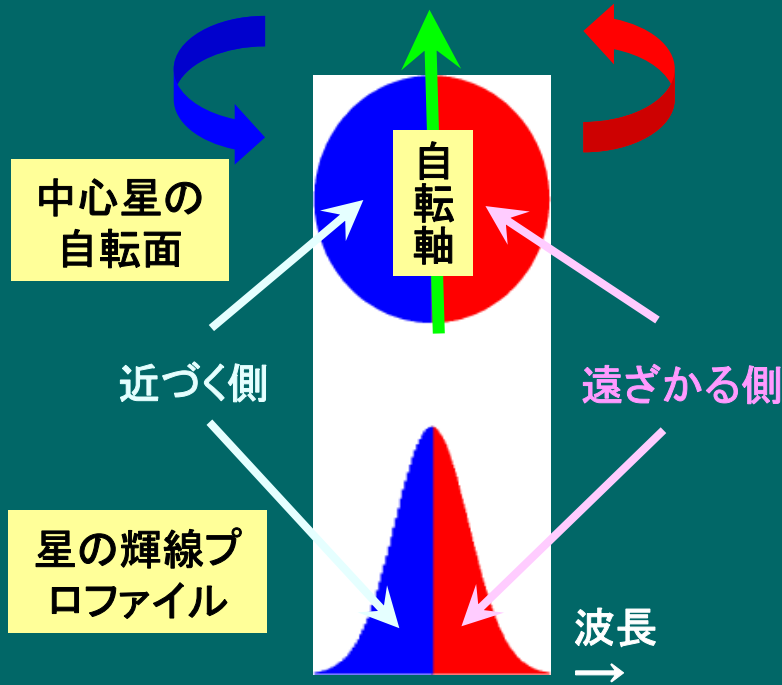 自転軸
中心星の
自転面
近づく側
遠ざかる側
星の輝線プ
ロファイル
波長
→